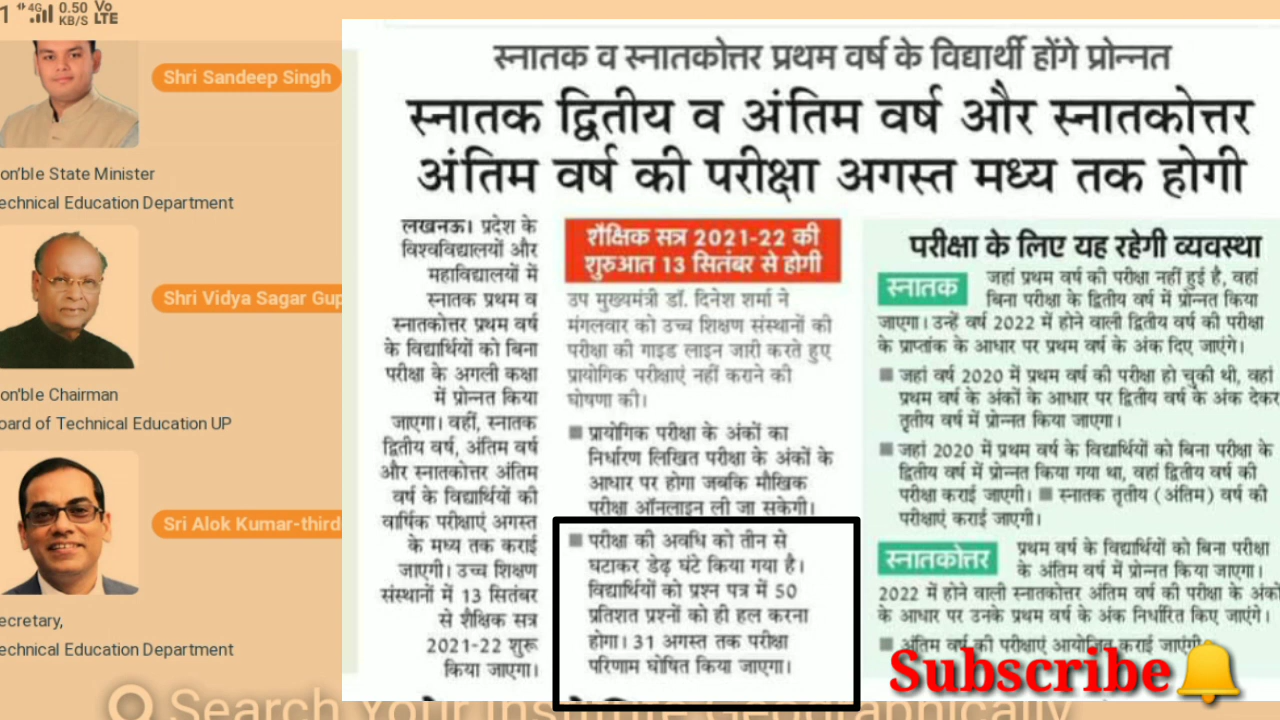 1 4G 0.50 KB/S Vo LTE
Shri Sandeep Singh
on'ble State Minister
echnical Education Department
Shri Vidya Sagar Gup
on'ble Chairman
oard of Technical Education UP
Sri Alok Kumar-third
ecretary,
echnical Education Department
Search Your Institute Geographically
स्नातक व स्नातकोत्तर प्रथम वर्ष के विद्यार्थी होंगे प्रोन्नत
स्नातक द्वितीय व अंतिम वर्ष और स्नातकोत्तर
अंतिम वर्ष की परीक्षा अगस्त मध्य तक होगी
लखनऊ। प्रदेश के
विश्वविद्यालयों और
महाविद्यालयों में
स्नातक प्रथम व
स्नातकोत्तर प्रथम वर्ष
के विद्यार्थियों को बिना
परीक्षा के अगली कक्षा
में प्रोन्नत किया
जाएगा। वहीं, स्नातक
द्वितीय वर्ष, अंतिम वर्ष
और स्नातकोत्तर अंतिम
वर्ष के विद्यार्थियों की
वार्षिक परीक्षाएं अगस्त
के मध्य तक कराई
जाएगी। उच्च शिक्षण
संस्थानों में 13 सितंबर
से शैक्षिक सत्र
2021-22 शुरू
किया जाएगा।
शैक्षिक सत्र 2021-22 की
शुरुआत 13 सितंबर से होगी
उप मुख्यमंत्री डॉ. दिनेश शर्मा ने
मंगलवार को उच्च शिक्षण संस्थानों की
परीक्षा की गाइड लाइन जारी करते हुए
प्रायोगिक परीक्षाएं नहीं कराने की
घोषणा की।
■ प्रायोगिक परीक्षा के अंकों का
निर्धारण लिखित परीक्षा के अंकों के
आधार पर होगा जबकि मौखिक
परीक्षा ऑनलाइन ली जा सकेगी।
■ परीक्षा की अवधि को तीन से
घटाकर डेढ़ घंटे किया गया है।
विद्यार्थियों को प्रश्न पत्र में 50
प्रतिशत प्रश्नों को ही हल करना
होगा। 31 अगस्त तक परीक्षा
परिणाम घोषित किया जाएगा।
परीक्षा के लिए यह रहेगी व्यवस्था
स्नातक जहां प्रथम वर्ष की परीक्षा नहीं हुई है, वहां
बिना परीक्षा के द्वितीय वर्ष में प्रोन्नत किया
जाएगा। उन्हें वर्ष 2022 में होने वाली द्वितीय वर्ष की परीक्षा
के प्राप्तांक के आधार पर प्रथम वर्ष के अंक दिए जाएंगे।
■ जहां वर्ष 2020 में प्रथम वर्ष की परीक्षा हो चुकी थी, वहां
प्रथम वर्ष के अंकों के आधार पर द्वितीय वर्ष के अंक देकर
तृतीय वर्ष में प्रोन्नत किया जाएगा।
■ जहां 2020 में प्रथम वर्ष के विद्यार्थियों को बिना परीक्षा के
द्वितीय वर्ष में प्रोन्नत किया गया था, वहां द्वितीय वर्ष की
परीक्षा कराई जाएगी। ■ स्नातक तृतीय (अंतिम) वर्ष की
परीक्षाएं कराई जाएगी।
स्नातकोत्तर प्रथम वर्ष के विद्यार्थियों को बिना परीक्षा
के अंतिम वर्ष में प्रोन्नत किया जाएगा।
2022 में होने वाली स्नातकोत्तर अंतिम वर्ष की परीक्षा के अंकों
के आधार पर उनके प्रथम वर्ष के अंक निर्धारित किए जाएंगे।
■ अंतिम वर्ष की परीक्षाएं आयोजित कराई जाएंगी
Subscribe